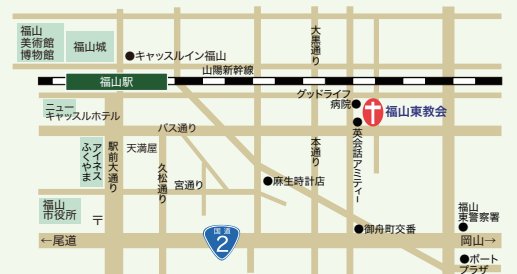 福山
美術館
博物館
福山城
キャッスルイン福山
大黒通り
山陽新幹線
福山駅
グッドライフ
病院
福山東教会
ニュー
キャッスルホテル
バス通り
英会話アミティー
アイネス
ふくやま
駅前大通り
天満屋
久松通り
本通り
宮通り
麻生時計店
福山
市役所
〒
国道
2
御舟町交番
福山
東警察署
←尾道
岡山→
ポート
プラザ